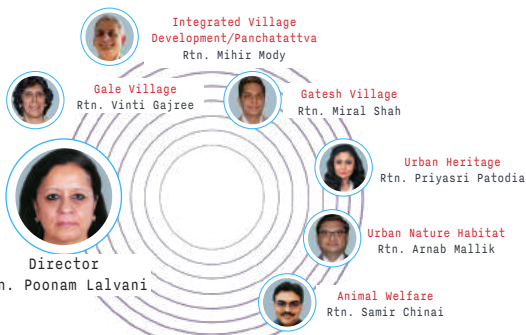 Integrated Village
Development/Panchatattva
Rtn. Mihir Mody
Gale Village
Rtn. Vinti Gajree
Gatesh Village
Rtn. Miral Shah
Urban Heritage
Rtn. Priyasri Patodia
Urban Nature Habitat
Rtn. Arnab Mallik
Director
n. Poonam Lalvani
Animal Welfare
Rtn. Samir Chinai